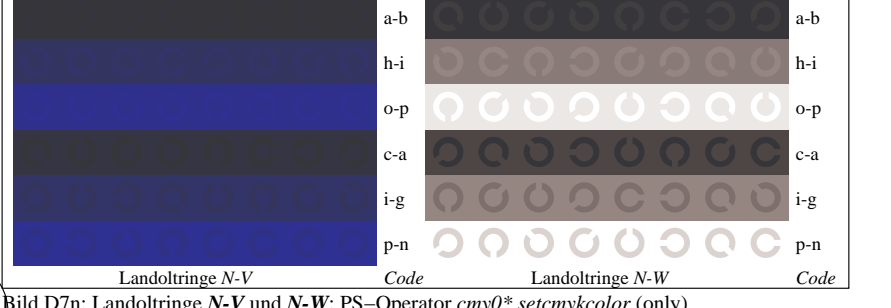 a-b a-b
h-i h-i
o-p o-p
c-a c-a
i-g i-g
p-n p-n
Landoltringe N-V Code Landoltringe N-W Code
Bild D7n: Landoltringe N-V und N-W; PS−Operator cmy0* setcmykcolor (only)